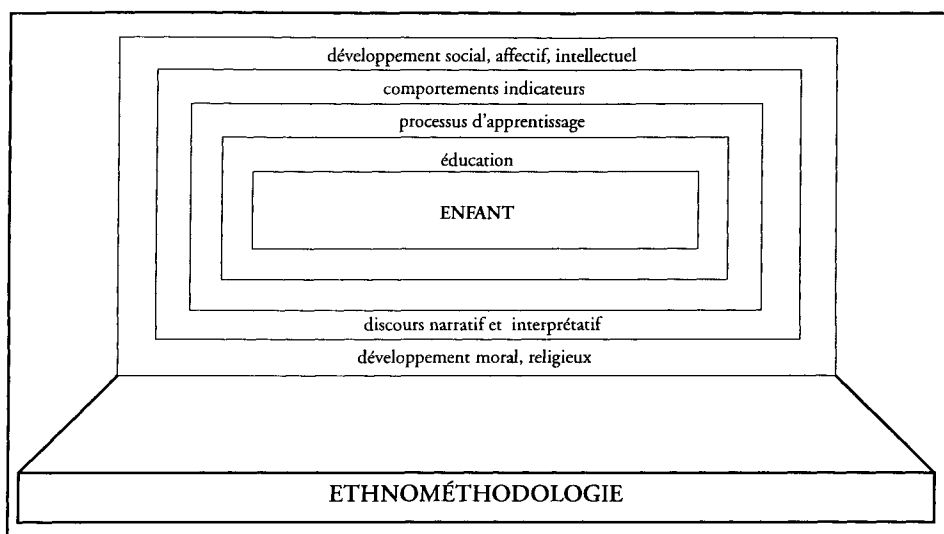 développement social, affectif, intellectuel
comportements indicateurs
processus d'apprentissage
éducation
ENFANT
discours narratif et interprétatif
développement moral, religieux
ETHNOMÉTHODOLOGIE